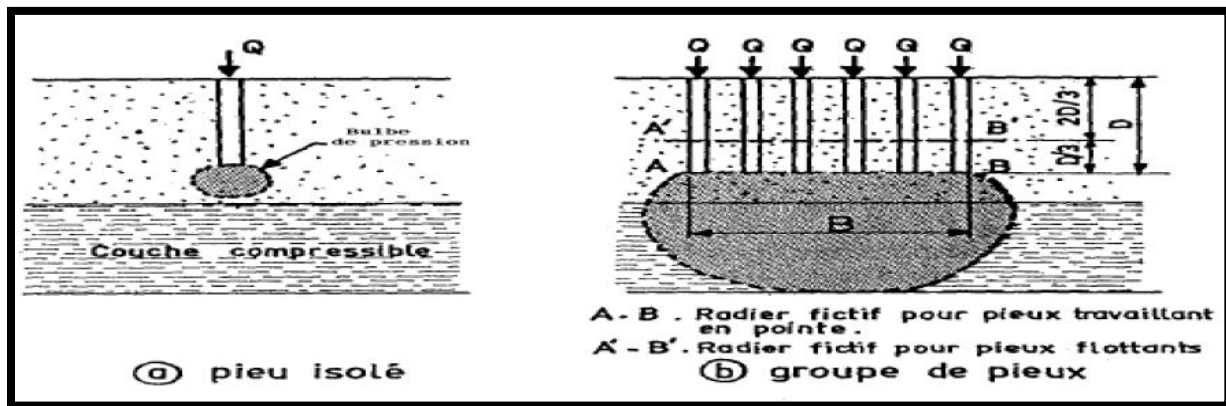 Q
Bulbe
de pression
Couche compressible
ⓐ pieu isolé
Q Q Q Q Q Q
A' B'
2D/3
D
D/3
A B
B
A - B . Radier fictif pour pieux travaillant
en pointe.
A' - B' . Radier fictif pour pieux flottants
ⓑ groupe de pieux